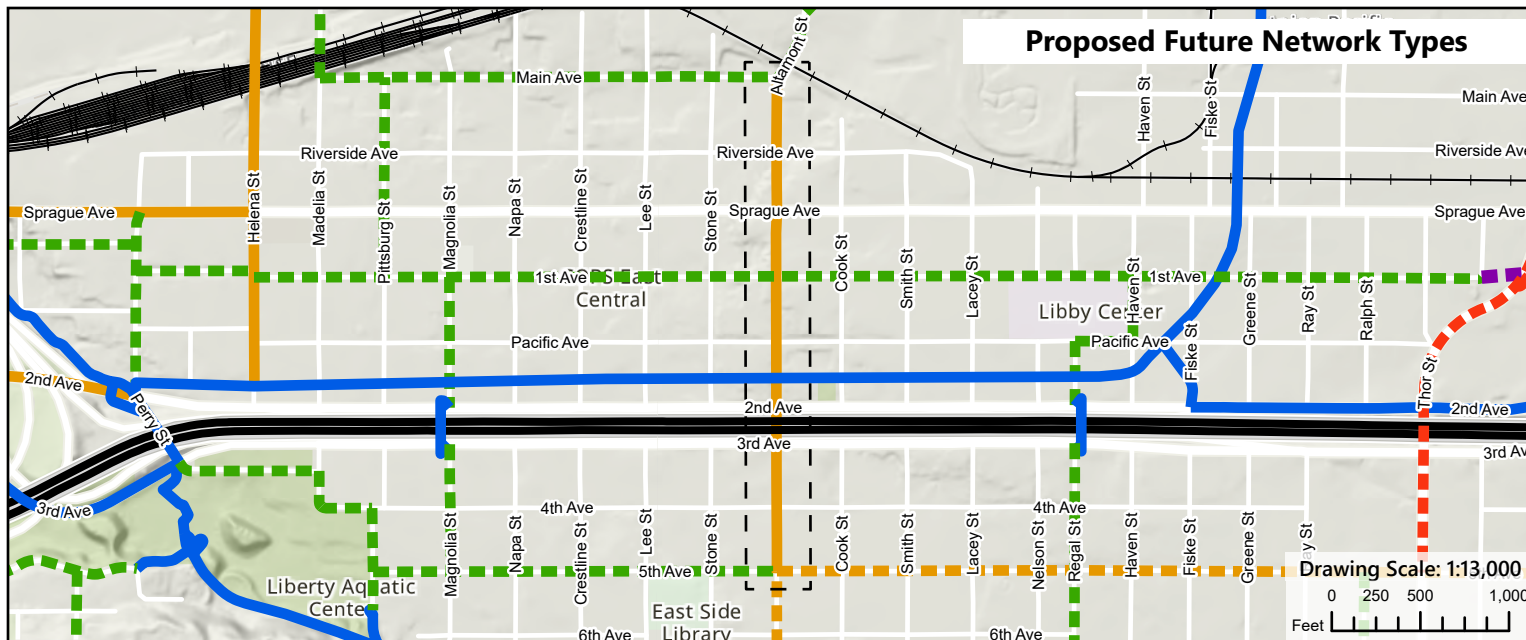 Proposed Future Network Types
Altamont St
Main Ave
Main Ave
Haven St
Fiske St
Riverside Ave
Riverside Ave
Riverside Ave
Helena St
Madelia St
Pittsburg St
Magnolia St
Napa St
Crestline St
Lee St
Stone St
Sprague Ave
Sprague Ave
Sprague Ave
Cook St
Smith St
Lacey St
Haven St
1st Ave
1st Ave
East
Central
Libby Center
Greene St
Ray St
Ralph St
Pacific Ave
Pacific Ave
Fiske St
Thor St
2nd Ave
2nd Ave
2nd Ave
Perry St
3rd Ave
3rd Av
3rd Ave
4th Ave
4th Ave
Magnolia St
Napa St
Crestline St
Lee St
Stone St
Cook St
Smith St
Lacey St
Nelson St
Regal St
Haven St
Fiske St
Greene St
5th Ave
Liberty Aquatic
Cente
East Side
Library
6th Ave
6th Ave
Drawing Scale: 1:13,000
0 250 500 1,000
Feet